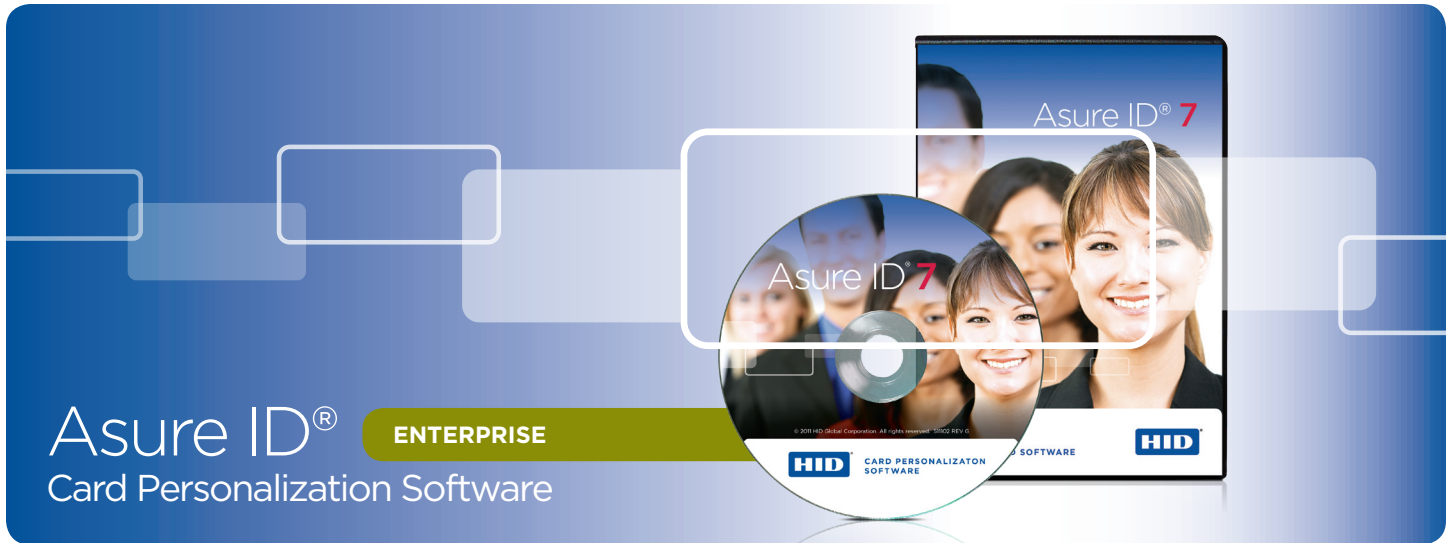 Asure ID® 7
Asure ID® 7
© 2011 HID Global Corporation. All rights reserved.
HID
CARD PERSONALIZATON
SOFTWARE
SOFTWARE
HID
Asure ID®
ENTERPRISE
Card Personalization Software